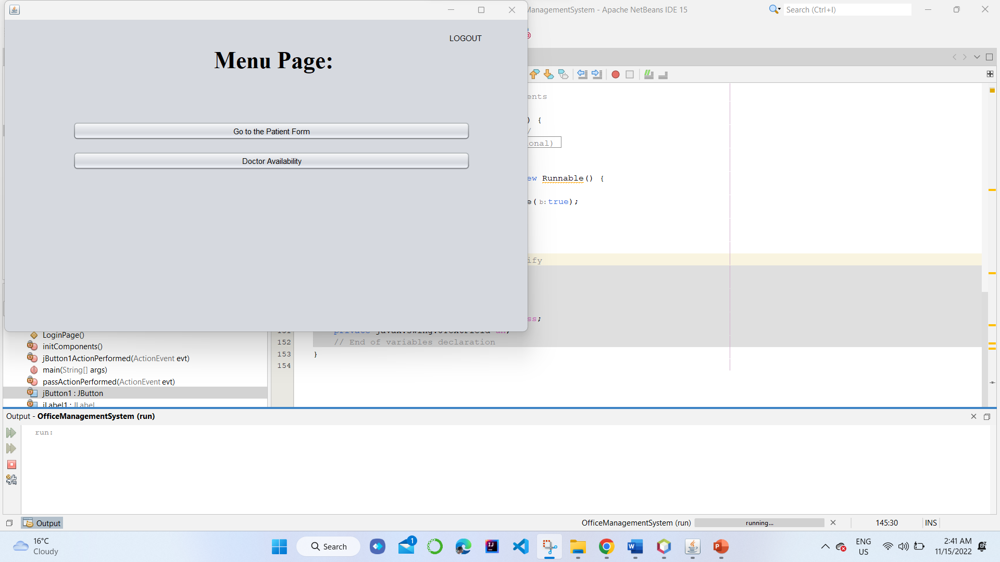 ManagementSystem - Apache NetBeans IDE 15
Search (Ctrl+I)
LOGOUT
Menu Page:
Go to the Patient Form
Doctor Availability
ents
) {
/
onal)
ew Runnable() {
e( b: true);
ify
ss;
152 // End of variables declaration
153 }
154
LoginPage()
initComponents()
jButton1ActionPerformed(ActionEvent evt)
main(String[] args)
passActionPerformed(ActionEvent evt)
jButton1 : JButton
jLabel1 : JLabel
Output - OfficeManagementSystem (run)
run:
Output
OfficeManagementSystem (run)
running...
145:30
INS
16°C
Cloudy
Search
1
ENG
US
2:41 AM
11/15/2022